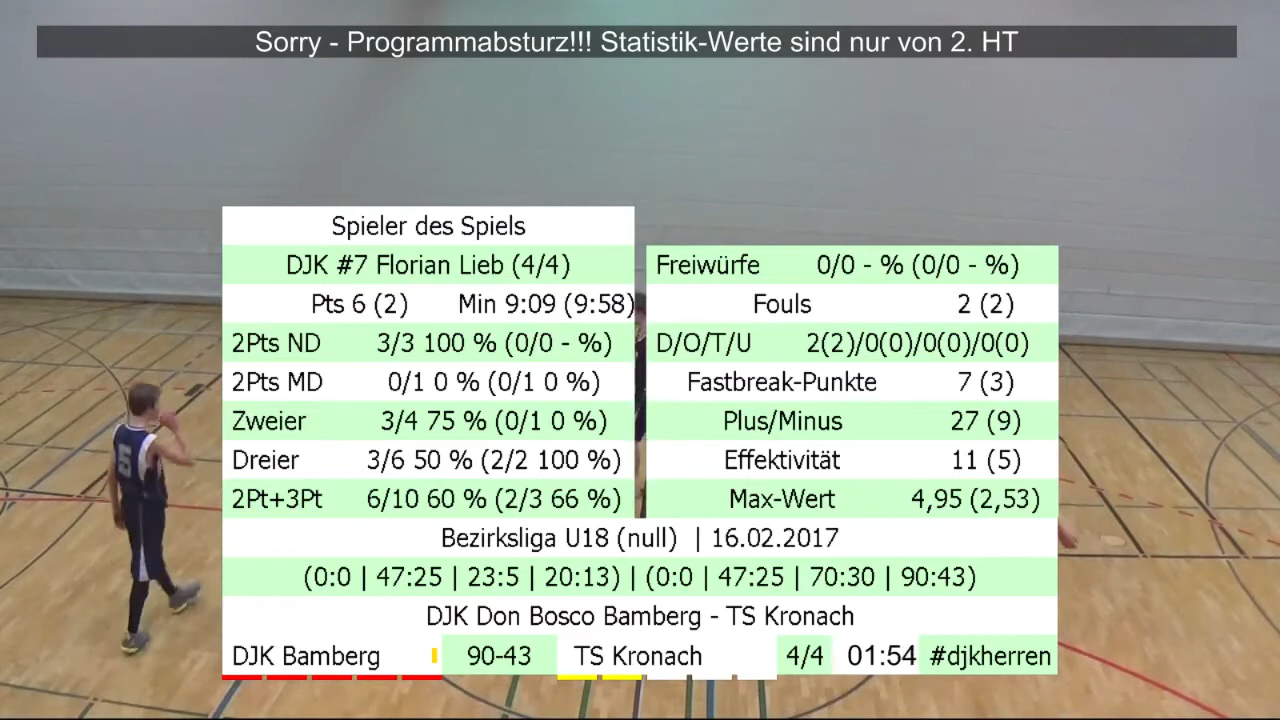 Sorry - Programmabsturz!!! Statistik-Werte sind nur von 2. HT
Spieler des Spiels
DJK #7 Florian Lieb (4/4)
Pts 6 (2) Min 9:09 (9:58)
2Pts ND 3/3 100 % (0/0 - %)
2Pts MD 0/1 0 % (0/1 0 %)
Zweier 3/4 75 % (0/1 0 %)
Dreier 3/6 50 % (2/2 100 %)
2Pt+3Pt 6/10 60 % (2/3 66 %)
Freiwürfe 0/0 - % (0/0 - %)
Fouls 2 (2)
D/O/T/U 2(2)/0(0)/0(0)/0(0)
Fastbreak-Punkte 7 (3)
Plus/Minus 27 (9)
Effektivität 11 (5)
Max-Wert 4,95 (2,53)
Bezirksliga U18 (null) | 16.02.2017
(0:0 | 47:25 | 23:5 | 20:13) | (0:0 | 47:25 | 70:30 | 90:43)
DJK Don Bosco Bamberg - TS Kronach
DJK Bamberg 90-43 TS Kronach 4/4 01:54 #djkherren
5